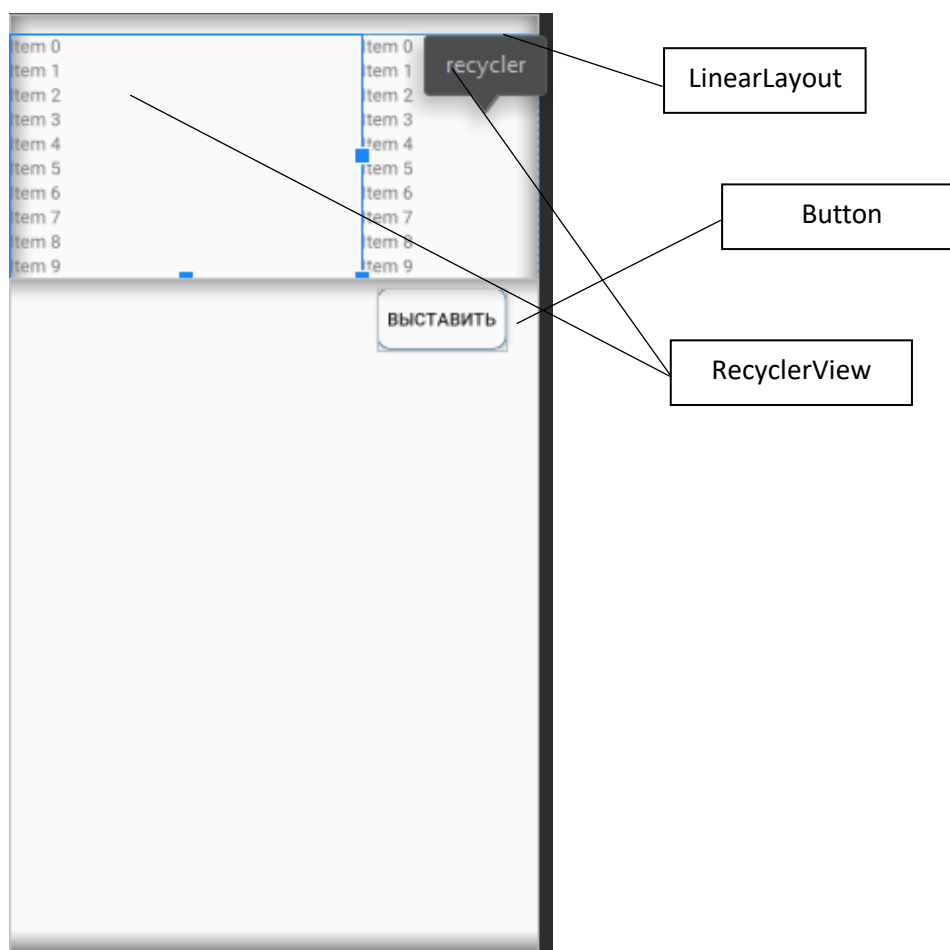 Item 0
Item 1
Item 2
Item 3
Item 4
Item 5
Item 6
Item 7
Item 8
Item 9
Item 0
Item 1
Item 2
Item 3
Item 4
Item 5
Item 6
Item 7
Item 8
Item 9
recycler
ВЫСТАВИТЬ
LinearLayout
Button
RecyclerView